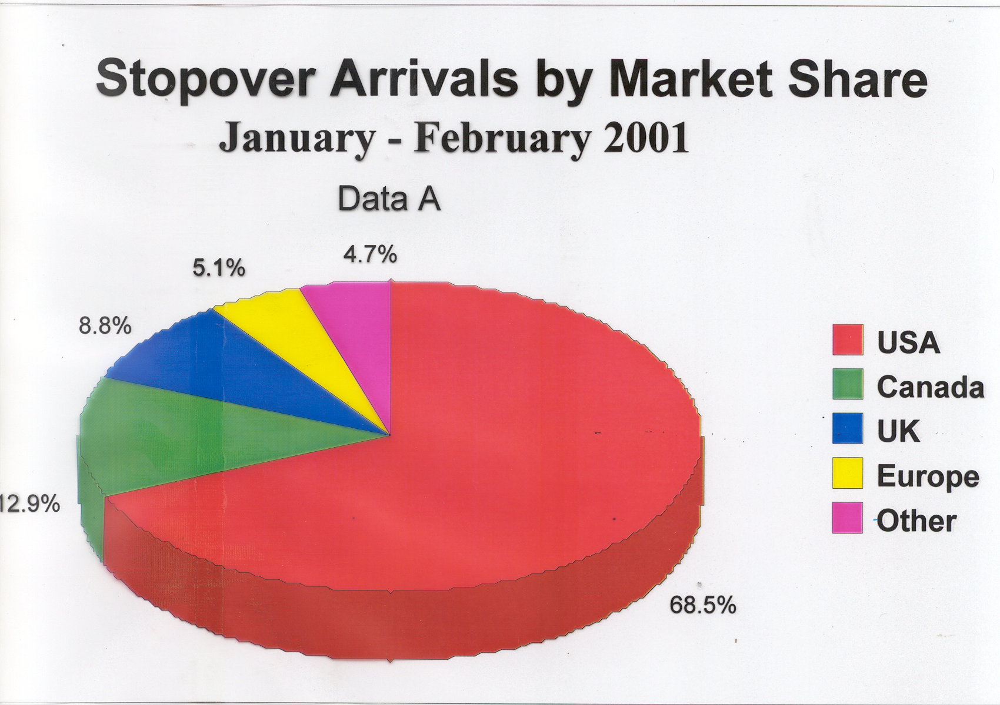 Stopover Arrivals by Market Share
January - February 2001
Data A
4.7%
5.1%
8.8%
12.9%
68.5%
USA
Canada
UK
Europe
Other